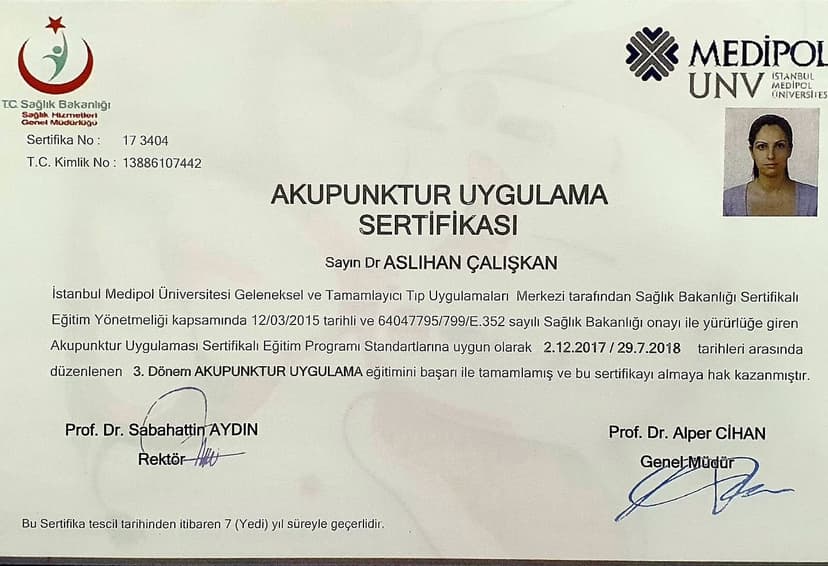 T.C. Sağlık Bakanlığı
Sağlık Hizmetleri
Genel Müdürlüğü
MEDİPOL
UNV
İSTANBUL
MEDİPOL
ÜNİVERSİTES
Sertifika No : 17 3404
T.C. Kimlik No : 13886107442
AKUPUNKTUR UYGULAMA
SERTİFİKASI
Sayın Dr ASLIHAN ÇALIŞKAN
İstanbul Medipol Üniversitesi Geleneksel ve Tamamlayıcı Tıp Uygulamaları Merkezi tarafından Sağlık Bakanlığı Sertifikalı
Eğitim Yönetmeliği kapsamında 12/03/2015 tarihli ve 64047795/799/E.352 sayılı Sağlık Bakanlığı onayı ile yürürlüğe giren
Akupunktur Uygulaması Sertifikalı Eğitim Programı Standartlarına uygun olarak 2.12.2017 / 29.7.2018 tarihleri arasında
düzenlenen 3. Dönem AKUPUNKTUR UYGULAMA eğitimini başarı ile tamamlamış ve bu sertifikayı almaya hak kazanmıştır.
Prof. Dr. Sabahattin AYDIN
Rektör
Prof. Dr. Alper CİHAN
Genel Müdür
Bu Sertifika tescil tarihinden itibaren 7 (Yedi) yıl süreyle geçerlidir.